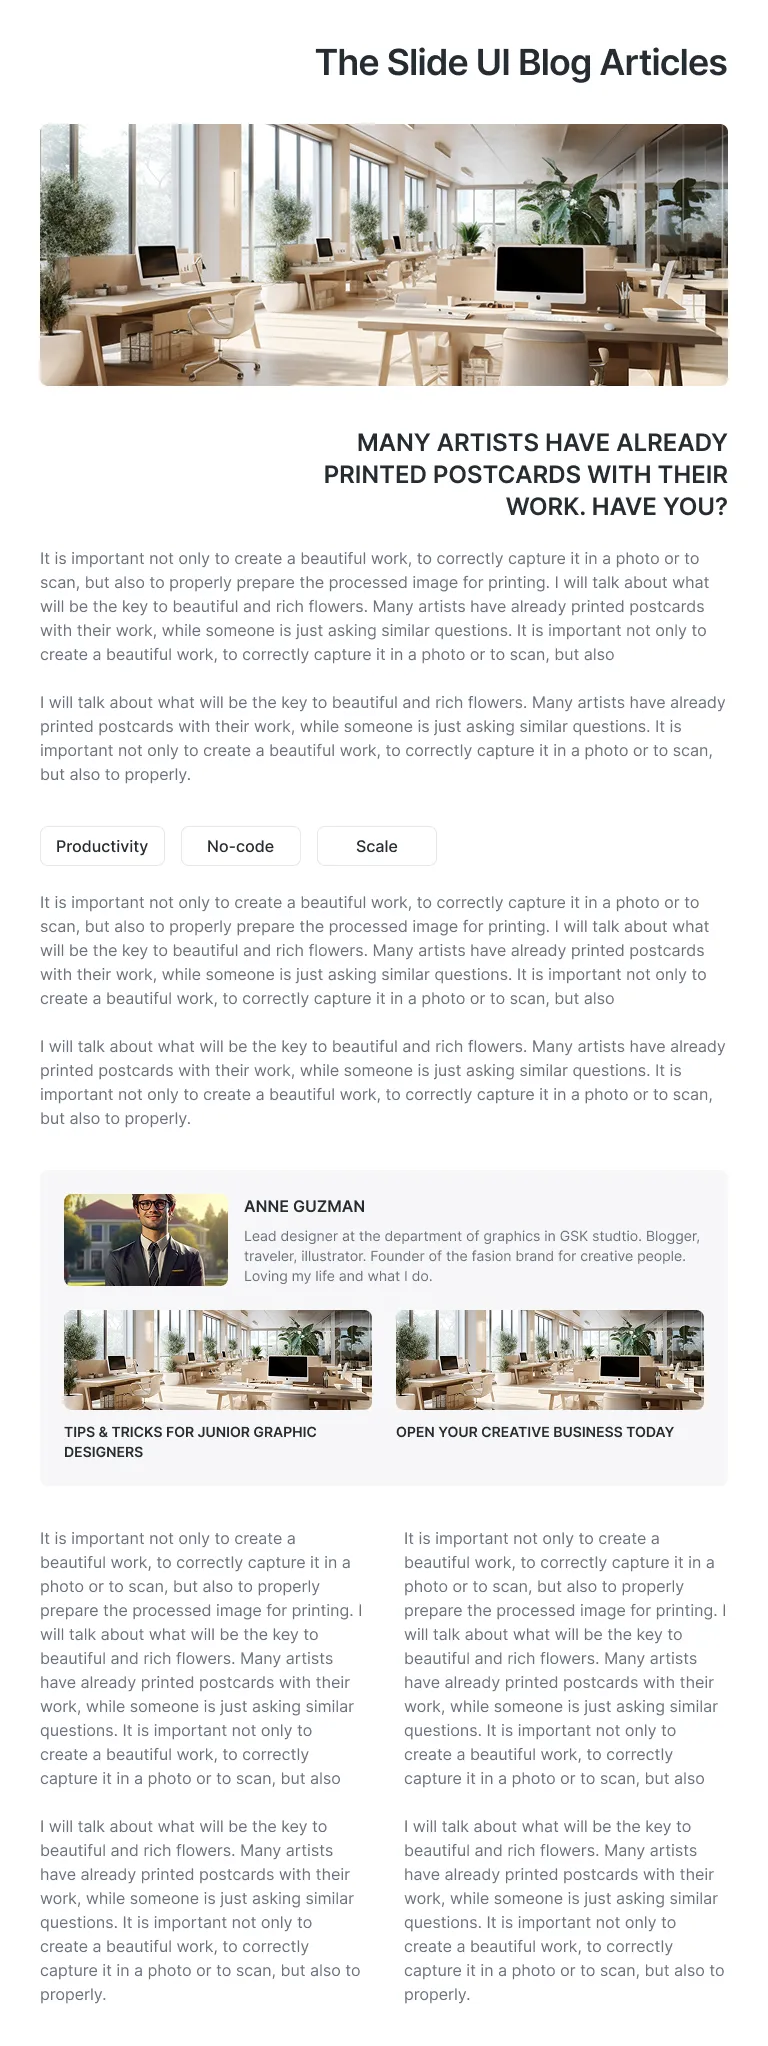 The Slide UI Blog Articles
MANY ARTISTS HAVE ALREADY
PRINTED POSTCARDS WITH THEIR
WORK. HAVE YOU?
It is important not only to create a beautiful work, to correctly capture it in a photo or to
scan, but also to properly prepare the processed image for printing. I will talk about what
will be the key to beautiful and rich flowers. Many artists have already printed postcards
with their work, while someone is just asking similar questions. It is important not only to
create a beautiful work, to correctly capture it in a photo or to scan, but also
I will talk about what will be the key to beautiful and rich flowers. Many artists have already
printed postcards with their work, while someone is just asking similar questions. It is
important not only to create a beautiful work, to correctly capture it in a photo or to scan,
but also to properly.
Productivity
No-code
Scale
It is important not only to create a beautiful work, to correctly capture it in a photo or to
scan, but also to properly prepare the processed image for printing. I will talk about what
will be the key to beautiful and rich flowers. Many artists have already printed postcards
with their work, while someone is just asking similar questions. It is important not only to
create a beautiful work, to correctly capture it in a photo or to scan, but also
I will talk about what will be the key to beautiful and rich flowers. Many artists have already
printed postcards with their work, while someone is just asking similar questions. It is
important not only to create a beautiful work, to correctly capture it in a photo or to scan,
but also to properly.
ANNE GUZMAN
Lead designer at the department of graphics in GSK studtio. Blogger,
traveler, illustrator. Founder of the fasion brand for creative people.
Loving my life and what I do.
TIPS & TRICKS FOR JUNIOR GRAPHIC
DESIGNERS
OPEN YOUR CREATIVE BUSINESS TODAY
It is important not only to create a
beautiful work, to correctly capture it in a
photo or to scan, but also to properly
prepare the processed image for printing. I
will talk about what will be the key to
beautiful and rich flowers. Many artists
have already printed postcards with their
work, while someone is just asking similar
questions. It is important not only to
create a beautiful work, to correctly
capture it in a photo or to scan, but also
I will talk about what will be the key to
beautiful and rich flowers. Many artists
have already printed postcards with their
work, while someone is just asking similar
questions. It is important not only to
create a beautiful work, to correctly
capture it in a photo or to scan, but also to
properly.
It is important not only to create a
beautiful work, to correctly capture it in a
photo or to scan, but also to properly
prepare the processed image for printing. I
will talk about what will be the key to
beautiful and rich flowers. Many artists
have already printed postcards with their
work, while someone is just asking similar
questions. It is important not only to
create a beautiful work, to correctly
capture it in a photo or to scan, but also
I will talk about what will be the key to
beautiful and rich flowers. Many artists
have already printed postcards with their
work, while someone is just asking similar
questions. It is important not only to
create a beautiful work, to correctly
capture it in a photo or to scan, but also to
properly.